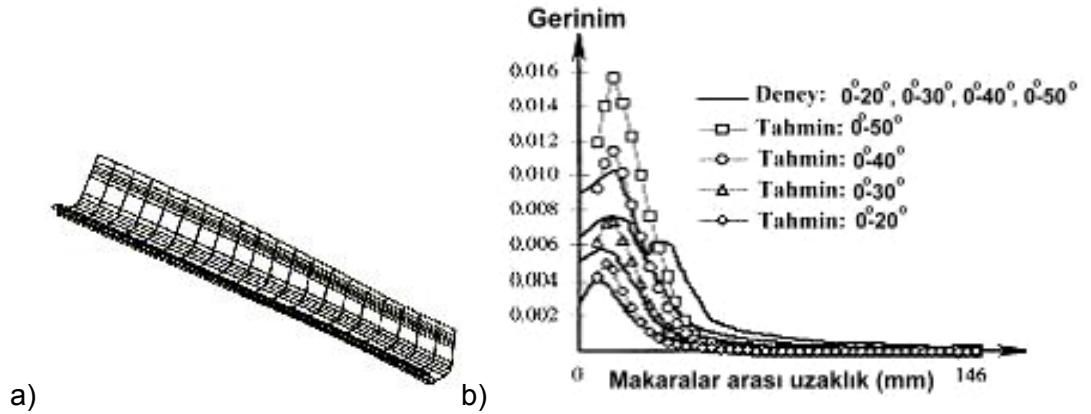 a)
b)
Gerinim
0.016
0.014
0.012
0.010
0.008
0.006
0.004
0.002
Deney: 0°-20°, 0°-30°, 0°-40°, 0°-50°
Tahmin: 0°-50°
Tahmin: 0°-40°
Tahmin: 0°-30°
Tahmin: 0°-20°
0
Makaralar arası uzaklık (mm)
146